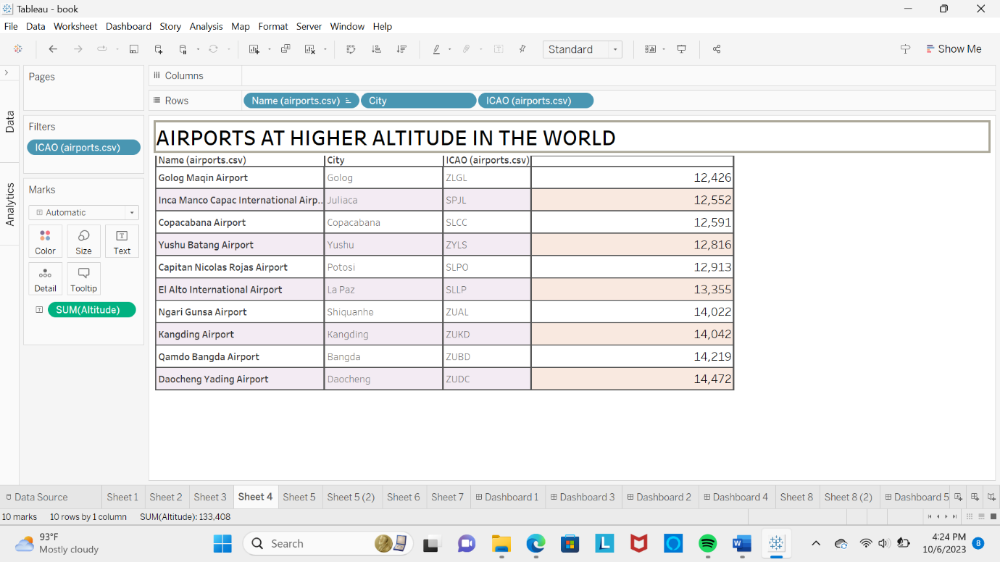 Tableau - book
File Data Worksheet Dashboard Story Analysis Map Format Server Window Help
Standard
Show Me
Pages
Columns
Rows Name (airports.csv) City ICAO (airports.csv)
Data
Filters
ICAO (airports.csv)
Analytics
Marks
Automatic
Color Size Text
Detail Tooltip
SUM(Altitude)
AIRPORTS AT HIGHER ALTITUDE IN THE WORLD
Name (airports.csv) City ICAO (airports.csv)
Golog Maqin Airport Golog ZLGL 12,426
Inca Manco Capac International Airp.. Juliaca SPJL 12,552
Copacabana Airport Copacabana SLCC 12,591
Yushu Batang Airport Yushu ZYLS 12,816
Capitan Nicolas Rojas Airport Potosi SLPO 12,913
El Alto International Airport La Paz SLLP 13,355
Ngari Gunsa Airport Shiquanhe ZUAL 14,022
Kangding Airport Kangding ZUKD 14,042
Qamdo Bangda Airport Bangda ZUBD 14,219
Daocheng Yading Airport Daocheng ZUDC 14,472
Data Source Sheet 1 Sheet 2 Sheet 3 Sheet 4 Sheet 5 Sheet 5 (2) Sheet 6 Sheet 7 Dashboard 1 Dashboard 3 Dashboard 2 Dashboard 4 Sheet 8 Sheet 8 (2) Dashboard 5
10 marks 10 rows by 1 column SUM(Altitude): 133,408
93°F
Mostly cloudy
Search
4:24 PM
10/6/2023
8